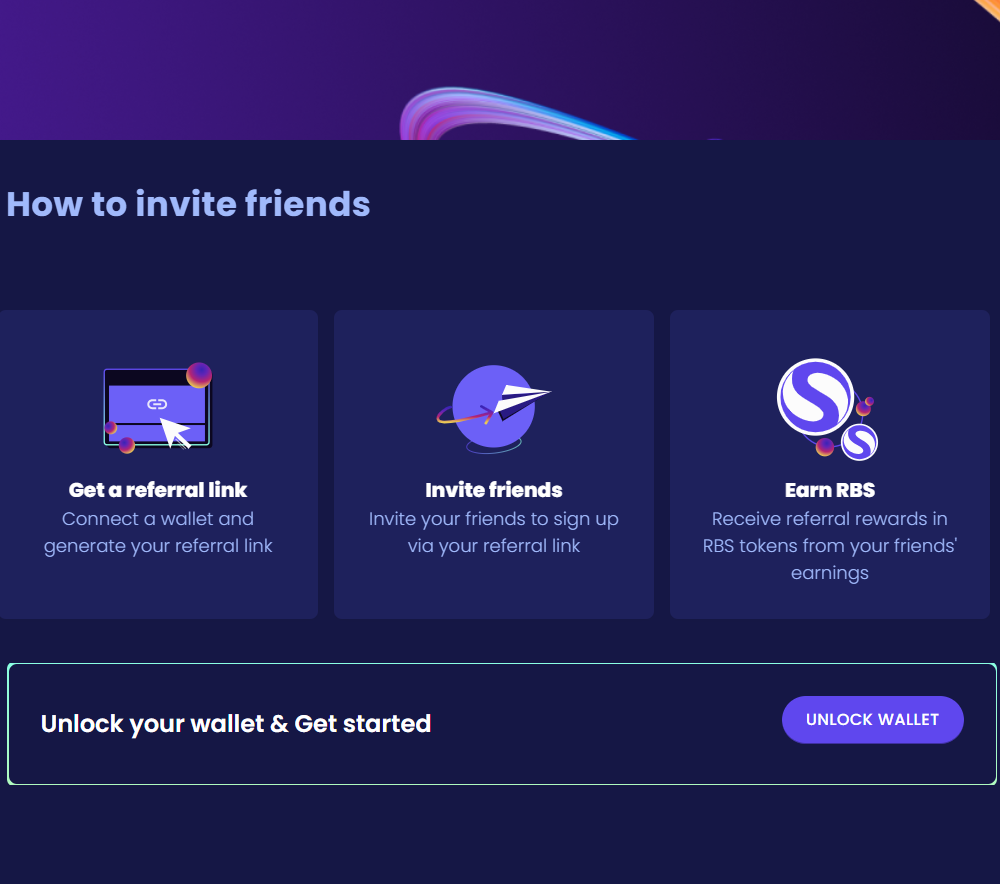 How to invite friends
Get a referral link
Connect a wallet and
generate your referral link
Invite friends
Invite your friends to sign up
via your referral link
Earn RBS
Receive referral rewards in
RBS tokens from your friends'
earnings
Unlock your wallet & Get started
UNLOCK WALLET